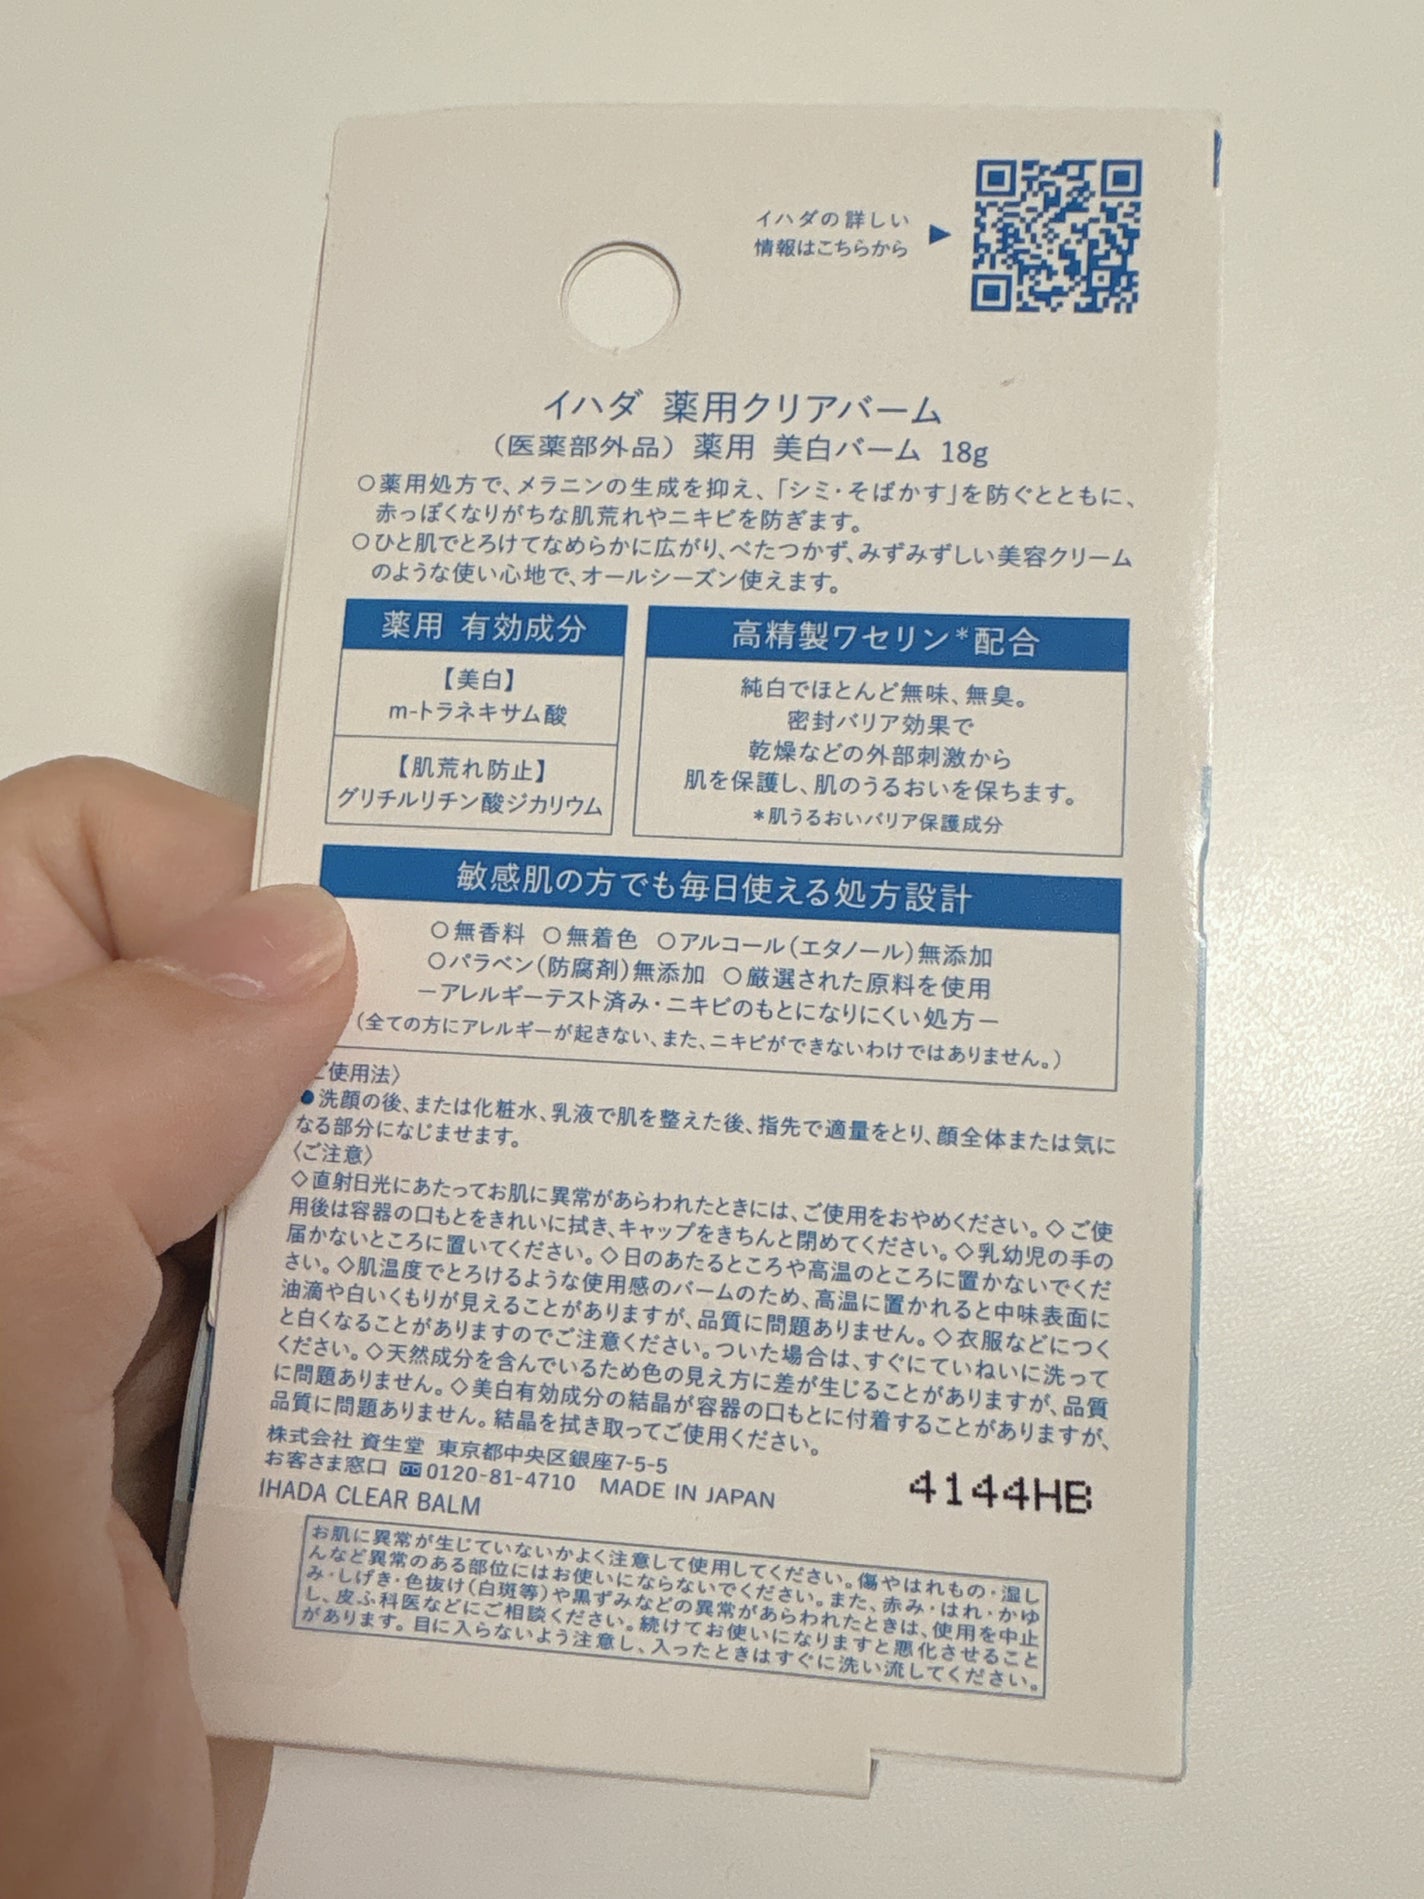 イハダの詳しい
情報はこちらから
イハダ 薬用クリアバーム
（医薬部外品）薬用 美白バーム 18g
○薬用処方で、メラニンの生成を抑え、「シミ・そばかす」を防ぐとともに、
赤っぽくなりがちな肌荒れやニキビを防ぎます。
○ひと肌でとろけてなめらかに広がり、べたつかず、みずみずしい美容クリーム
のような使い心地で、オールシーズン使えます。
薬用 有効成分
【美白】
m-トラネキサム酸
【肌荒れ防止】
グリチルリチン酸ジカリウム
高精製ワセリン*配合
純白でほとんど無味、無臭。
密封バリア効果で
乾燥などの外部刺激から
肌を保護し、肌のうるおいを保ちます。
*肌うるおいバリア保護成分
敏感肌の方でも毎日使える処方設計
○無香料 ○無着色 ○アルコール（エタノール）無添加
○パラベン（防腐剤）無添加 ○厳選された原料を使用
－アレルギーテスト済み・ニキビのもとになりにくい処方－
（全ての方にアレルギーが起きない、また、ニキビができないわけではありません。）
ご使用法〉
●洗顔の後、または化粧水、乳液で肌を整えた後、指先で適量をとり、顔全体または気に
なる部分になじませます。
〈ご注意〉
◇直射日光にあたってお肌に異常があらわれたときには、ご使用をおやめください。◇ご使
用後は容器の口もとをきれいに拭き、キャップをきちんと閉めてください。◇乳幼児の手の
届かないところに置いてください。◇日のあたるところや高温のところに置かないでくだ
さい。◇肌温度でとろけるような使用感のバームのため、高温に置かれると中味表面に
油滴や白いくもりが見えることがありますが、品質に問題ありません。◇衣服などにつく
と白くなることがありますのでご注意ください。ついた場合は、すぐにていねいに洗って
ください。◇天然成分を含んでいるため色の見え方に差が生じることがありますが、品質
に問題ありません。◇美白有効成分の結晶が容器の口もとに付着することがありますが、
品質に問題ありません。結晶を拭き取ってご使用ください。
株式会社 資生堂 東京都中央区銀座7-5-5
お客さま窓口 0120-81-4710 MADE IN JAPAN
IHADA CLEAR BALM
4144HB
お肌に異常が生じていないかよく注意して使用してください。傷やはれもの・湿し
んなど異常のある部位にはお使いにならないでください。また、赤み・はれ・かゆ
み・しげき・色抜け（白斑等）や黒ずみなどの異常があらわれたときは、使用を中止
し、皮ふ科医などにご相談ください。続けてお使いになりますと悪化させること
があります。目に入らないよう注意し、入ったときはすぐに洗い流してください。